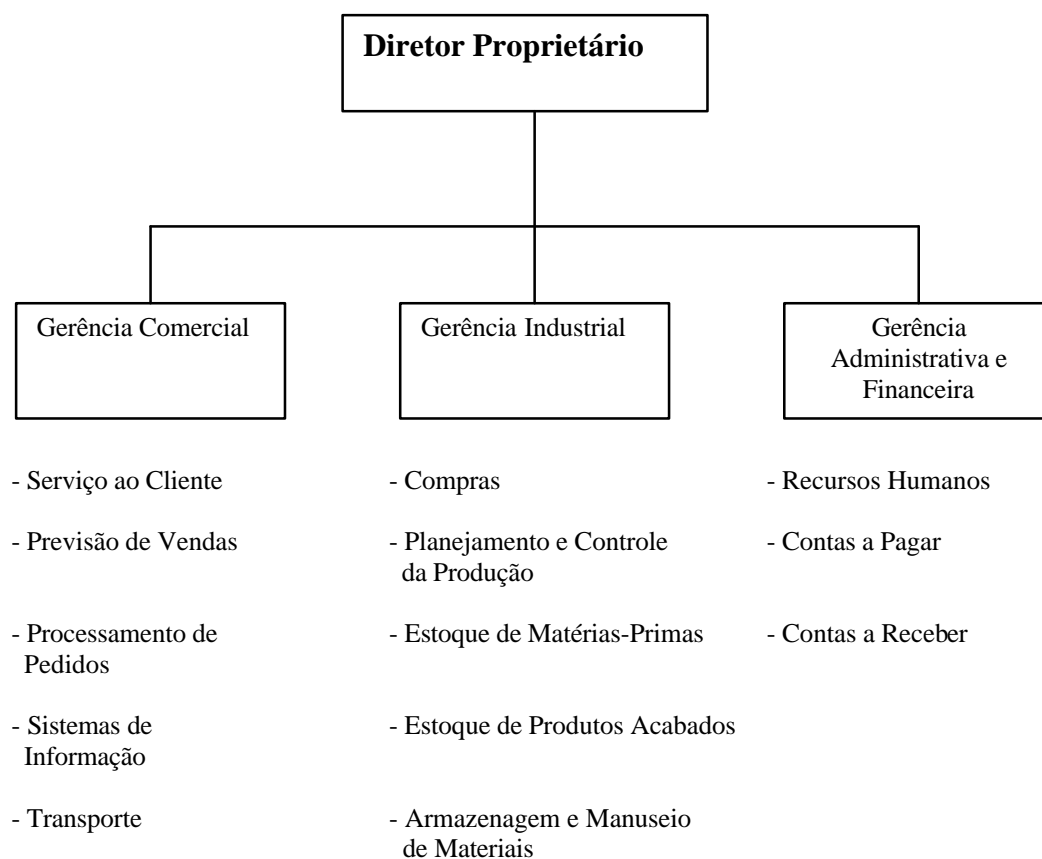 Diretor Proprietário
Gerência Comercial
Gerência Industrial
Gerência
Administrativa e
Financeira
- Serviço ao Cliente
- Previsão de Vendas
- Processamento de
Pedidos
- Sistemas de
Informação
- Transporte
- Compras
- Planejamento e Controle
da Produção
- Estoque de Matérias-Primas
- Estoque de Produtos Acabados
- Armazenagem e Manuseio
de Materiais
- Recursos Humanos
- Contas a Pagar
- Contas a Receber